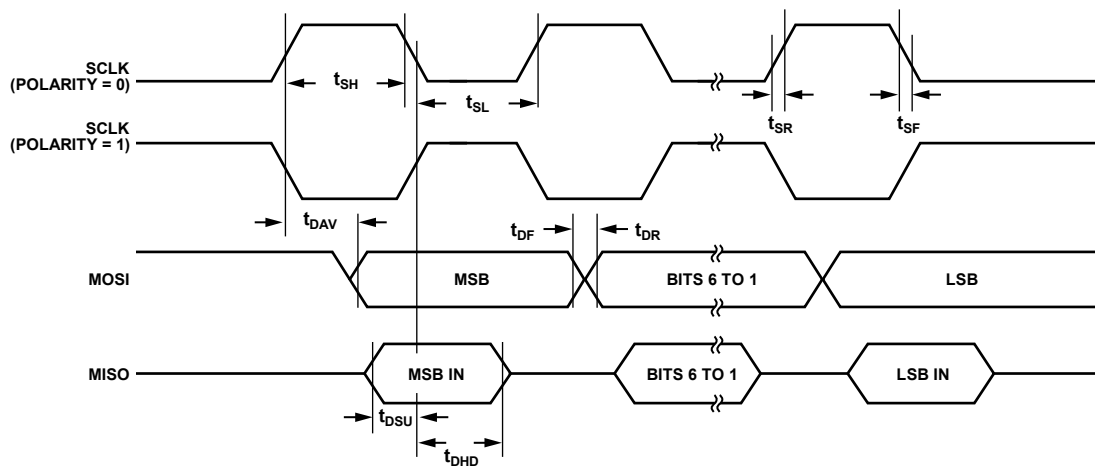 SCLK
(POLARITY = 0)
tSH
tSL
tSR
tSF
SCLK
(POLARITY = 1)
tDAV
tDF
tDR
MOSI
MSB
BITS 6 TO 1
LSB
MISO
MSB IN
BITS 6 TO 1
LSB IN
tDSU
tDHD